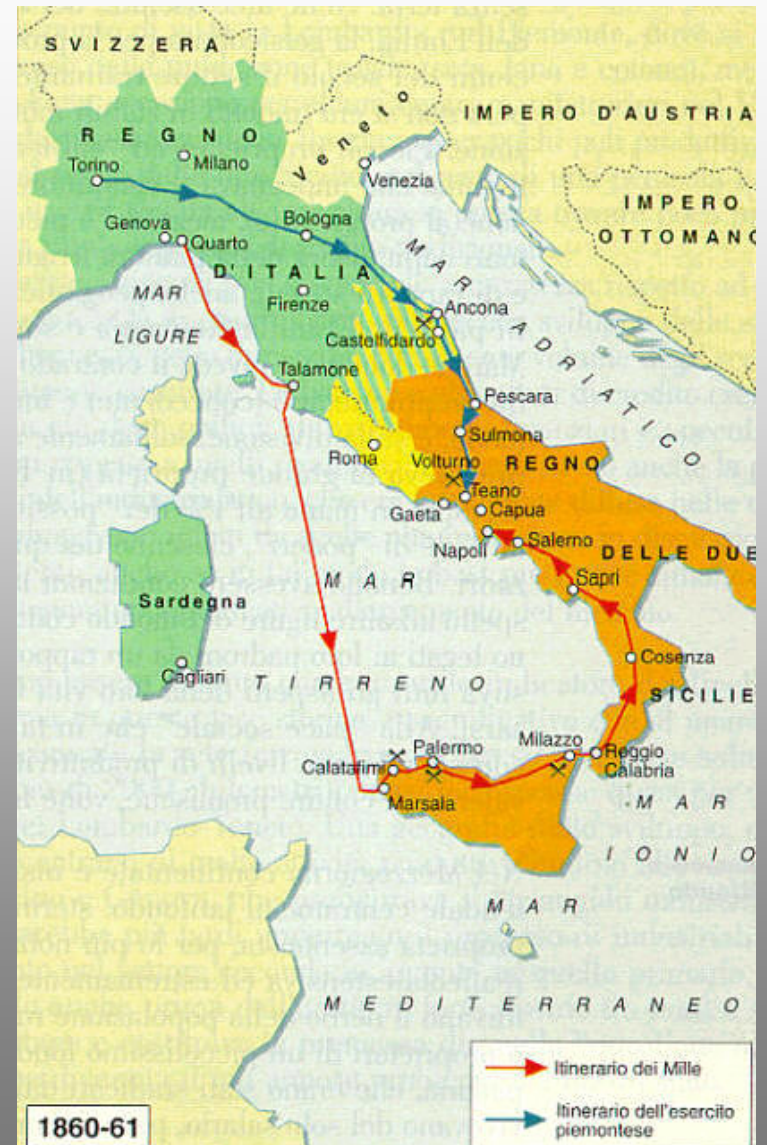 SVIZZERA
Veneto
IMPERO D'AUSTRIA
REGNO
Torino
Milano
Venezia
IMPERO
OTTOMANO
Genova
Quarto
Bologna
D'ITALIA
MAR
LIGURE
Firenze
MAR ADRIATICO
Ancona
Castelfidardo
Talamone
Pescara
Roma
Sulmona
Volturno
REGNO
Teano
Gaeta
Capua
Napoli
Salerno
DELLE DUE
Sapri
MAR
Sardegna
Cosenza
Cagliari
TIRRENO
SICILIE
Palermo
Milazzo
Reggio
Calabria
Calatafimi
Marsala
MAR
IONIO
MAR
MEDITERRANEO
Itinerario dei Mille
Itinerario dell'esercito
piemontese
1860-61